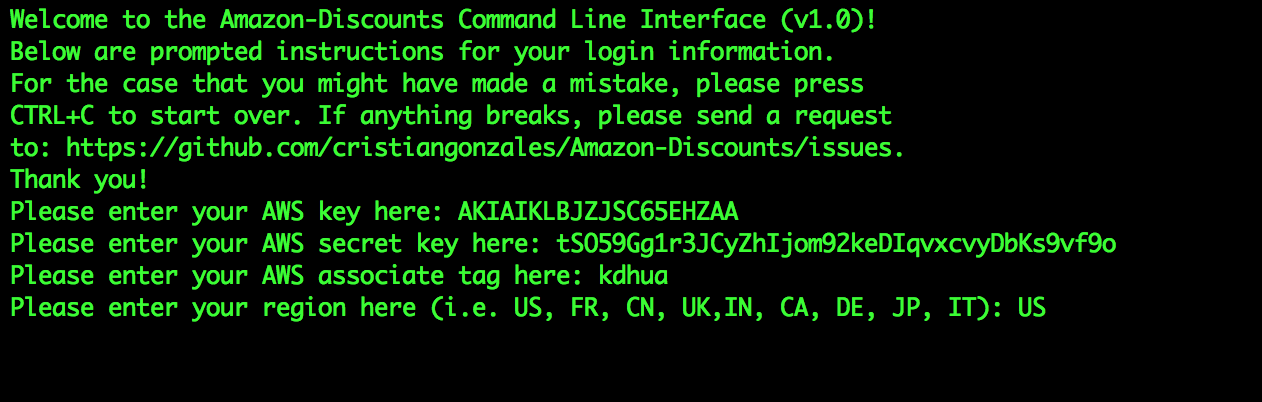 Welcome to the Amazon-Discounts Command Line Interface (v1.0)!
Below are prompted instructions for your login information.
For the case that you might have made a mistake, please press
CTRL+C to start over. If anything breaks, please send a request
to: https://github.com/cristiangonzales/Amazon-Discounts/issues.
Thank you!
Please enter your AWS key here: AKIAIKLBJZJSC65EHZAA
Please enter your AWS secret key here: tSO59Gg1r3JCyZhIjom92keDIqvxcvyDbKs9vf9o
Please enter your AWS associate tag here: kdhua
Please enter your region here (i.e. US, FR, CN, UK,IN, CA, DE, JP, IT): US